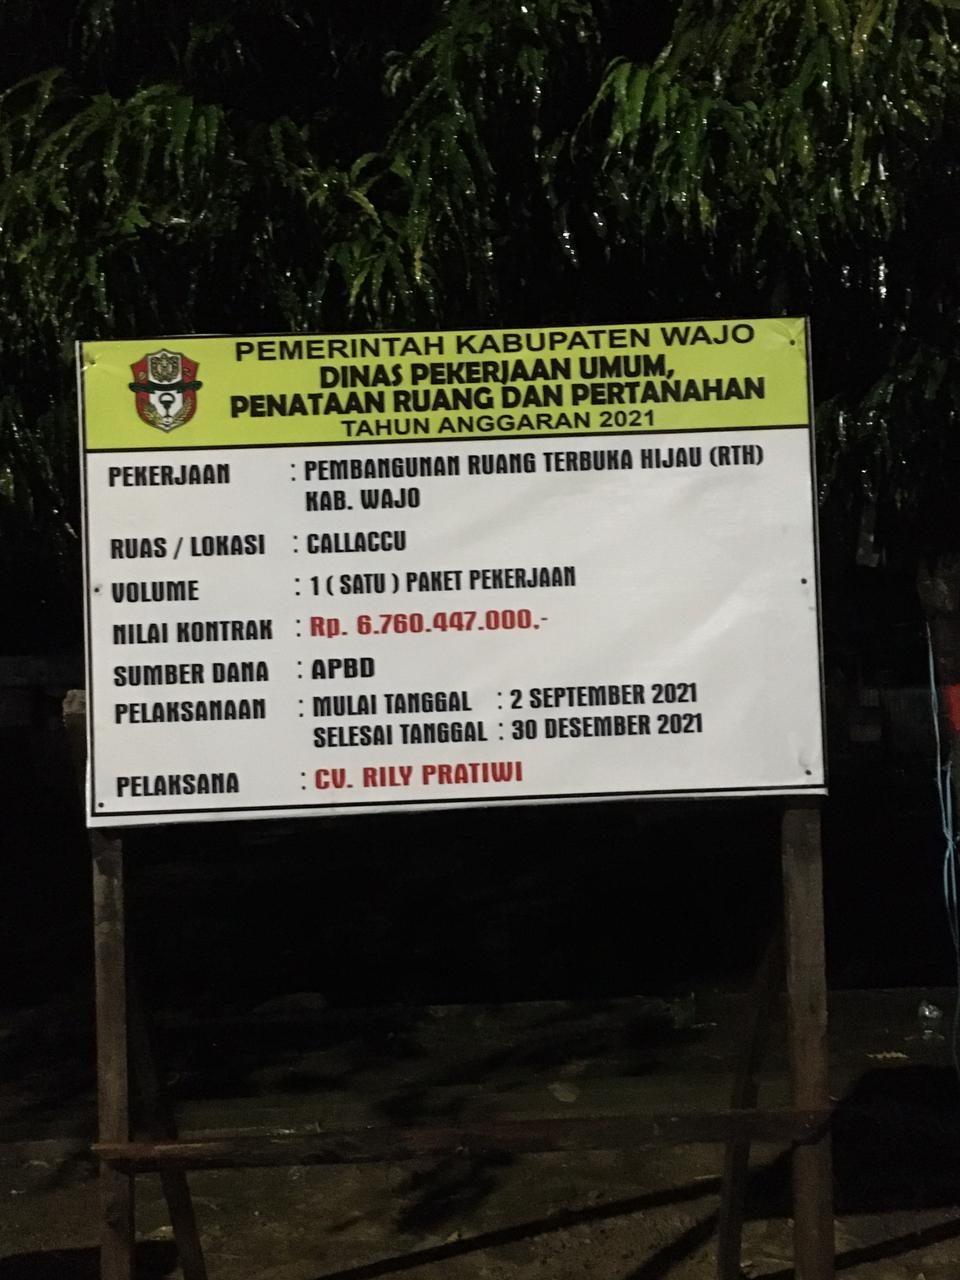 PEMERINTAH KABUPATEN WAJO
DINAS PEKERJAAN UMUM,
PENATAAN RUANG DAN PERTANAHAN
TAHUN ANGGARAN 2021
PEKERJAAN : PEMBANGUNAN RUANG TERBUKA HIJAU (RTH)
KAB. WAJO
RUAS / LOKASI : CALLACCU
VOLUME : 1 ( SATU ) PAKET PEKERJAAN
NILAI KONTRAK : Rp. 6.760.447.000,-
SUMBER DANA : APBD
PELAKSANAAN : MULAI TANGGAL : 2 SEPTEMBER 2021
SELESAI TANGGAL : 30 DESEMBER 2021
PELAKSANA : CV. RILY PRATIWI